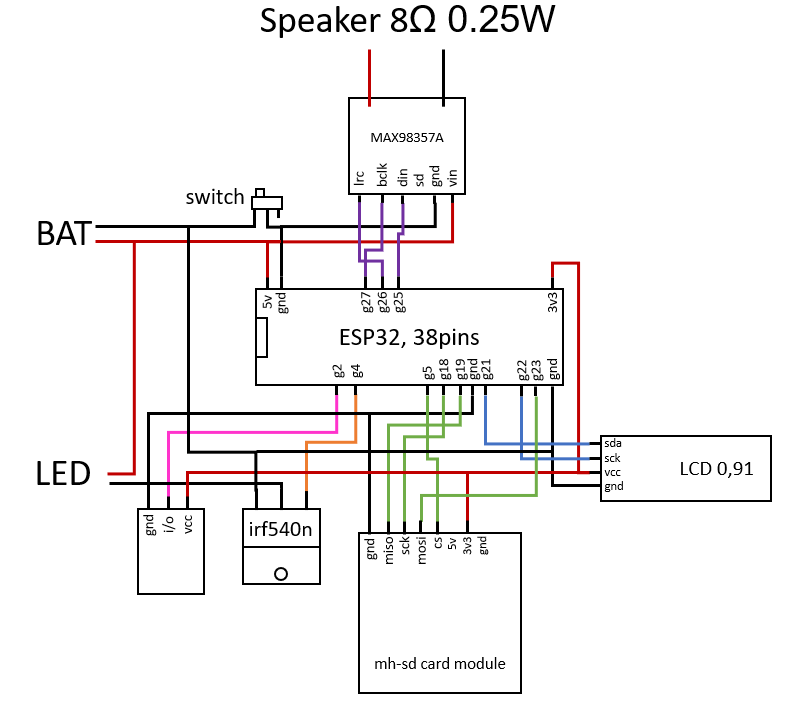 Speaker 8Ω 0.25W
MAX98357A
lrc bclk din sd gnd vin
switch
BAT
5v gnd g27 g26 g25 3v3
ESP32, 38pins
g2 g4 g5 g18 g19 gnd g21 g22 g23 gnd
sda
sck
vcc
gnd
LCD 0,91
LED
gnd i/o vcc
irf540n
gnd miso sck mosi cs 5v 3v3 gnd
mh-sd card module